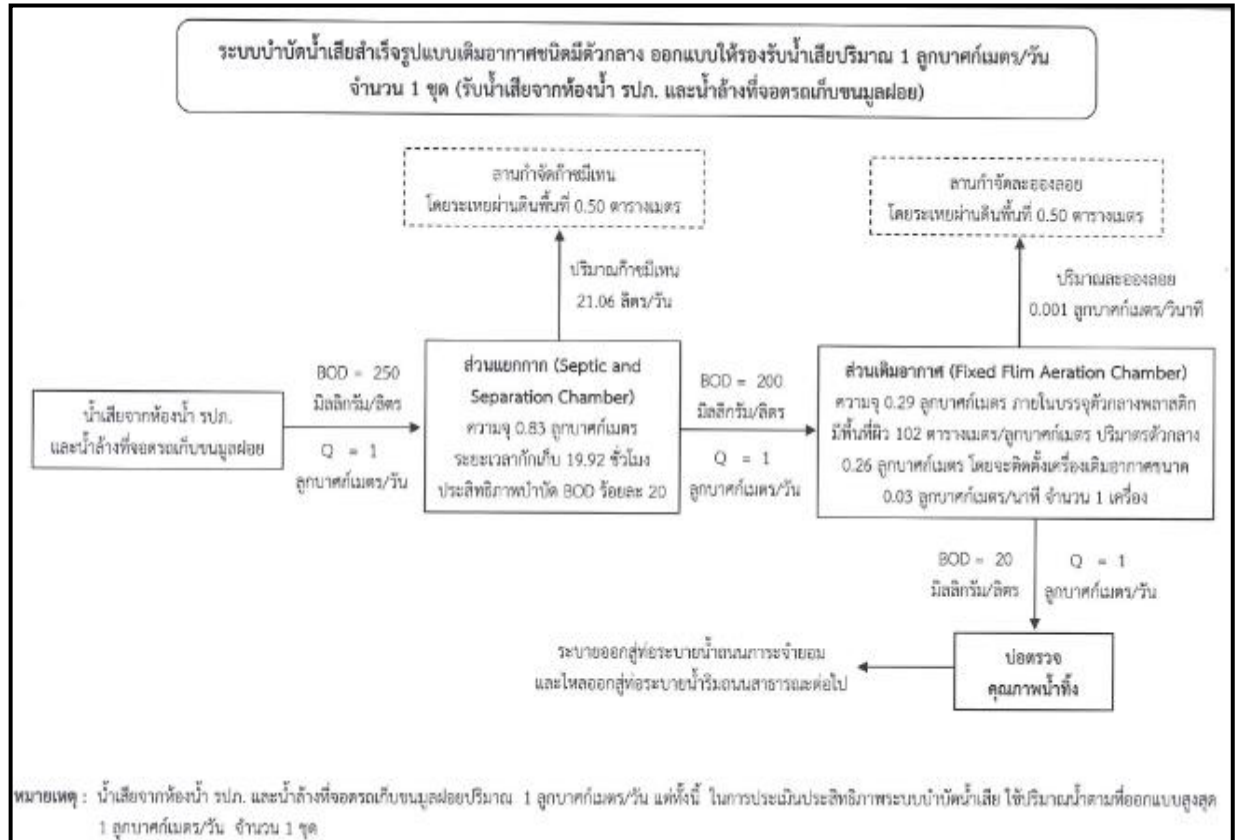 ระบบบำบัดน้ำเสียสำเร็จรูปแบบเติมอากาศชนิดมีตัวกลาง ออกแบบให้รองรับน้ำเสียปริมาณ 1 ลูกบาศก์เมตร/วัน
จำนวน 1 ชุด (รับน้ำเสียจากห้องน้ำ รปภ. และน้ำล้างที่จอดรถเก็บขนมูลฝอย)
ลานกำจัดก๊าซมีเทน
โดยระเหยผ่านดินพื้นที่ 0.50 ตารางเมตร
ลานกำจัดละอองลอย
โดยระเหยผ่านดินพื้นที่ 0.50 ตารางเมตร
ปริมาณก๊าซมีเทน
21.06 ลิตร/วัน
ปริมาณละอองลอย
0.001 ลูกบาศก์เมตร/วินาที
น้ำเสียจากห้องน้ำ รปภ.
และน้ำล้างที่จอดรถเก็บขนมูลฝอย
BOD = 250
มิลลิกรัม/ลิตร
Q = 1
ลูกบาศก์เมตร/วัน
ส่วนแยกกาก (Septic and
Separation Chamber)
ความจุ 0.83 ลูกบาศก์เมตร
ระยะเวลากักเก็บ 19.92 ชั่วโมง
ประสิทธิภาพบำบัด BOD ร้อยละ 20
BOD = 200
มิลลิกรัม/ลิตร
Q = 1
ลูกบาศก์เมตร/วัน
ส่วนเติมอากาศ (Fixed Flim Aeration Chamber)
ความจุ 0.29 ลูกบาศก์เมตร ภายในบรรจุตัวกลางพลาสติก
มีพื้นที่ผิว 102 ตารางเมตร/ลูกบาศก์เมตร ปริมาตรตัวกลาง
0.26 ลูกบาศก์เมตร โดยจะติดตั้งเครื่องเติมอากาศขนาด
0.03 ลูกบาศก์เมตร/นาที จำนวน 1 เครื่อง
BOD = 20
มิลลิกรัม/ลิตร
Q = 1
ลูกบาศก์เมตร/วัน
บ่อตรวจ
คุณภาพน้ำทิ้ง
ระบายออกสู่ท่อระบายน้ำถนนภาระจำยอม
และไหลออกสู่ท่อระบายน้ำริมถนนสาธารณะต่อไป
หมายเหตุ : น้ำเสียจากห้องน้ำ รปภ. และน้ำล้างที่จอดรถเก็บขนมูลฝอยปริมาณ 1 ลูกบาศก์เมตร/วัน แต่ทั้งนี้ ในการประเมินประสิทธิภาพระบบบำบัดน้ำเสีย ใช้ปริมาณน้ำตามที่ออกแบบสูงสุด
1 ลูกบาศก์เมตร/วัน จำนวน 1 ชุด